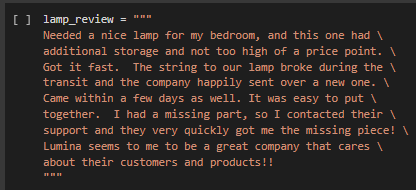 [ ] lamp_review = """
Needed a nice lamp for my bedroom, and this one had \
additional storage and not too high of a price point. \
Got it fast.  The string to our lamp broke during the \
transit and the company happily sent over a new one. \
Came within a few days as well. It was easy to put \
together.  I had a missing part, so I contacted their \
support and they very quickly got me the missing piece! \
Lumina seems to me to be a great company that cares \
about their customers and products!!
"""